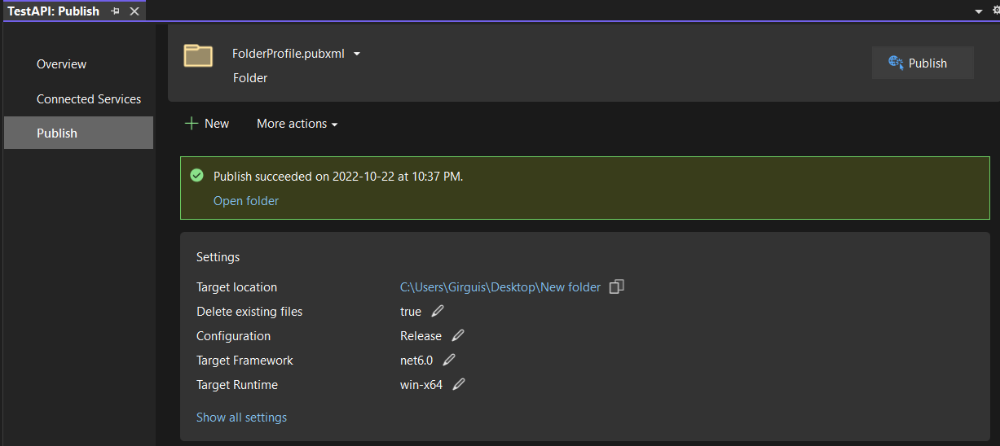 TestAPI: Publish
Overview
Connected Services
Publish
FolderProfile.pubxml
Folder
Publish
New
More actions
Publish succeeded on 2022-10-22 at 10:37 PM.
Open folder
Settings
Target location C:\Users\Girguis\Desktop\New folder
Delete existing files true
Configuration Release
Target Framework net6.0
Target Runtime win-x64
Show all settings